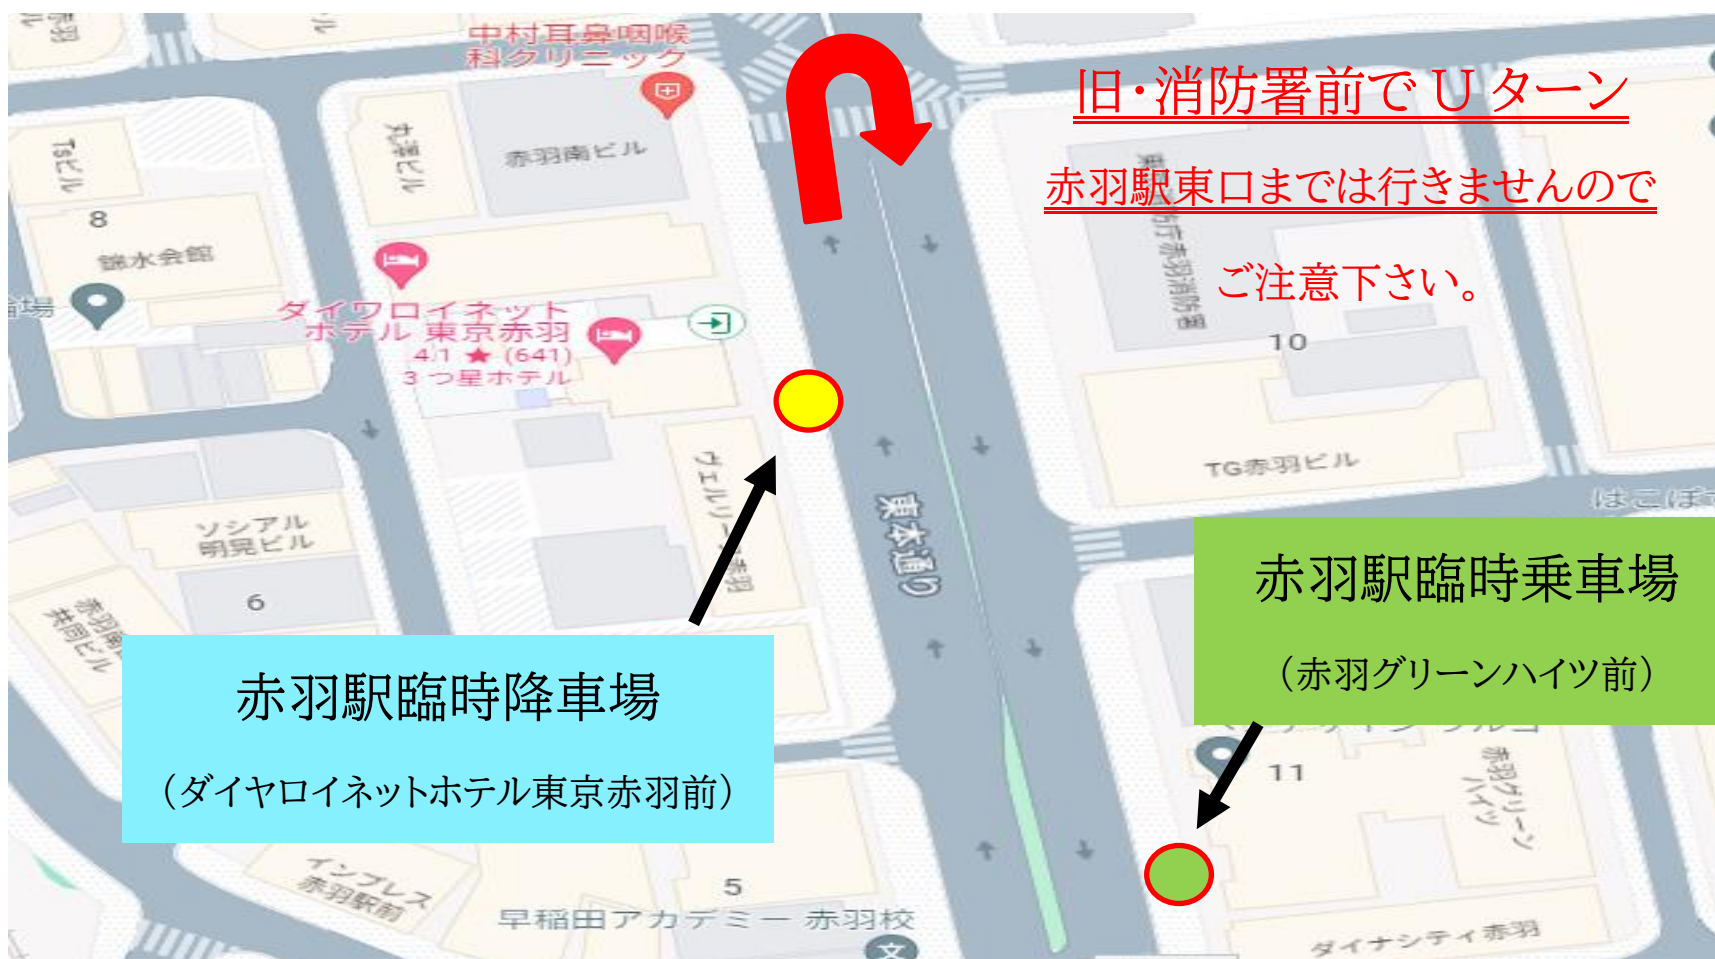 中村耳鼻咽喉
科クリニック
旧・消防署前でUターン
赤羽駅東口までは行きませんので
ご注意下さい。
Tsビル
丸澤ビル
赤羽南ビル
8
錦水会館
ダイワロイネット
ホテル 東京赤羽
4.1 ★ (641)
3 つ星ホテル
10
TG赤羽ビル
はこぽす
東本通り
ソシアル
明晃ビル
6
赤羽駅臨時乗車場
（赤羽グリーンハイツ前）
赤羽駅臨時降車場
（ダイヤロイネットホテル東京赤羽前）
共同ビル
11
赤羽グリーン
ハイツ
インプレス
赤羽駅前
5
早稲田アカデミー 赤羽校
文
ダイナシティ赤羽